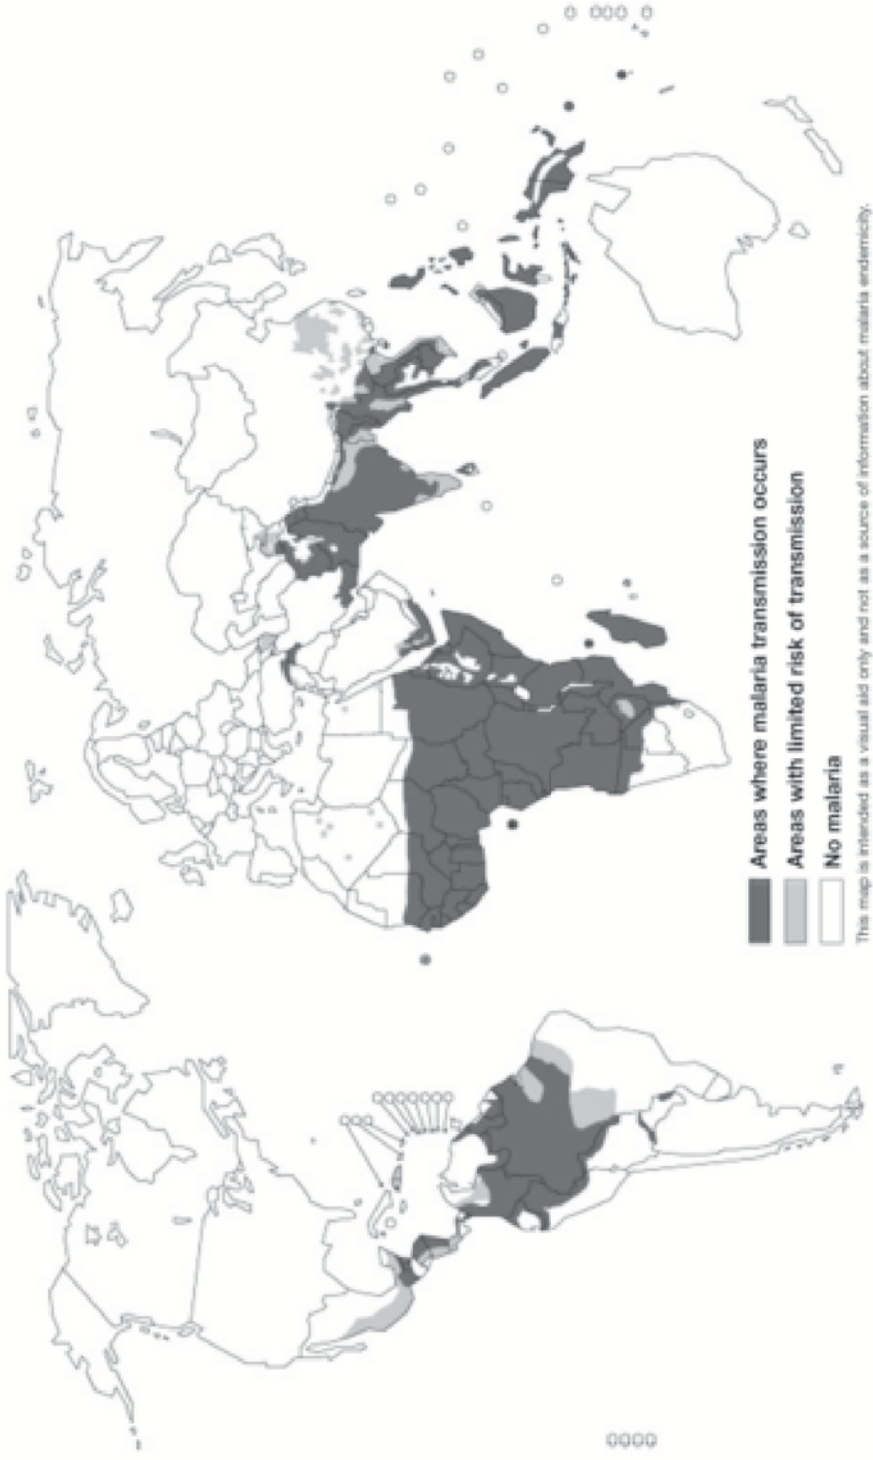 Areas where malaria transmission occurs
Areas with limited risk of transmission
No malaria
This map is intended as a visual aid only and not as a source of information about malaria endemicity.